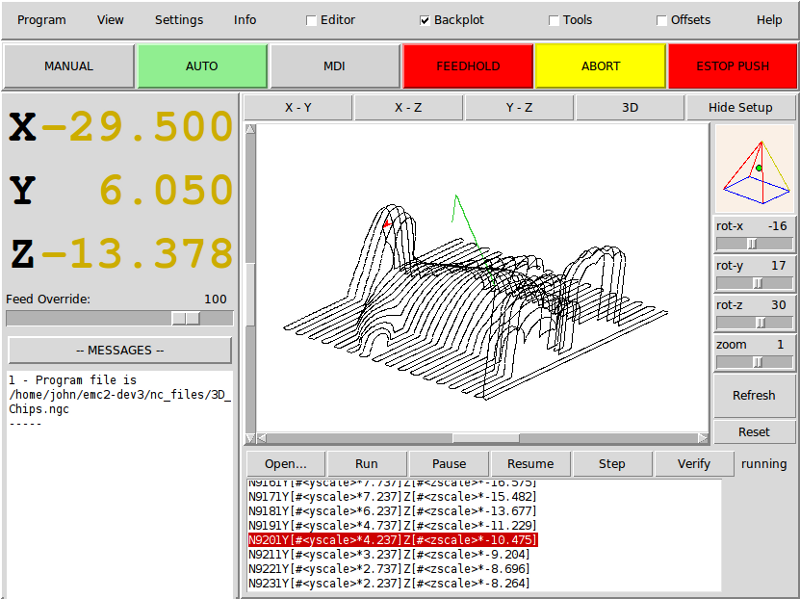 Program View Settings Info Editor Backplot Tools Offsets Help
MANUAL AUTO MDI FEEDHOLD ABORT ESTOP PUSH
X-29.500
Y 6.050
Z-13.378
Feed Override: 100
-- MESSAGES --
1 - Program file is
/home/john/emc2-dev3/nc_files/3D_
Chips.ngc
-----
X - Y X - Z Y - Z 3D Hide Setup
rot-x -16
rot-y 17
rot-z 30
zoom 1
Refresh
Reset
Open... Run Pause Resume Step Verify running
N9161Y[#<yscale>*7.737]Z[#<zscale>*-16.575]
N9171Y[#<yscale>*7.237]Z[#<zscale>*-15.482]
N9181Y[#<yscale>*6.237]Z[#<zscale>*-13.677]
N9191Y[#<yscale>*4.737]Z[#<zscale>*-11.229]
N9201Y[#<yscale>*4.237]Z[#<zscale>*-10.475]
N9211Y[#<yscale>*3.237]Z[#<zscale>*-9.204]
N9221Y[#<yscale>*2.737]Z[#<zscale>*-8.696]
N9231Y[#<yscale>*2.237]Z[#<zscale>*-8.264]